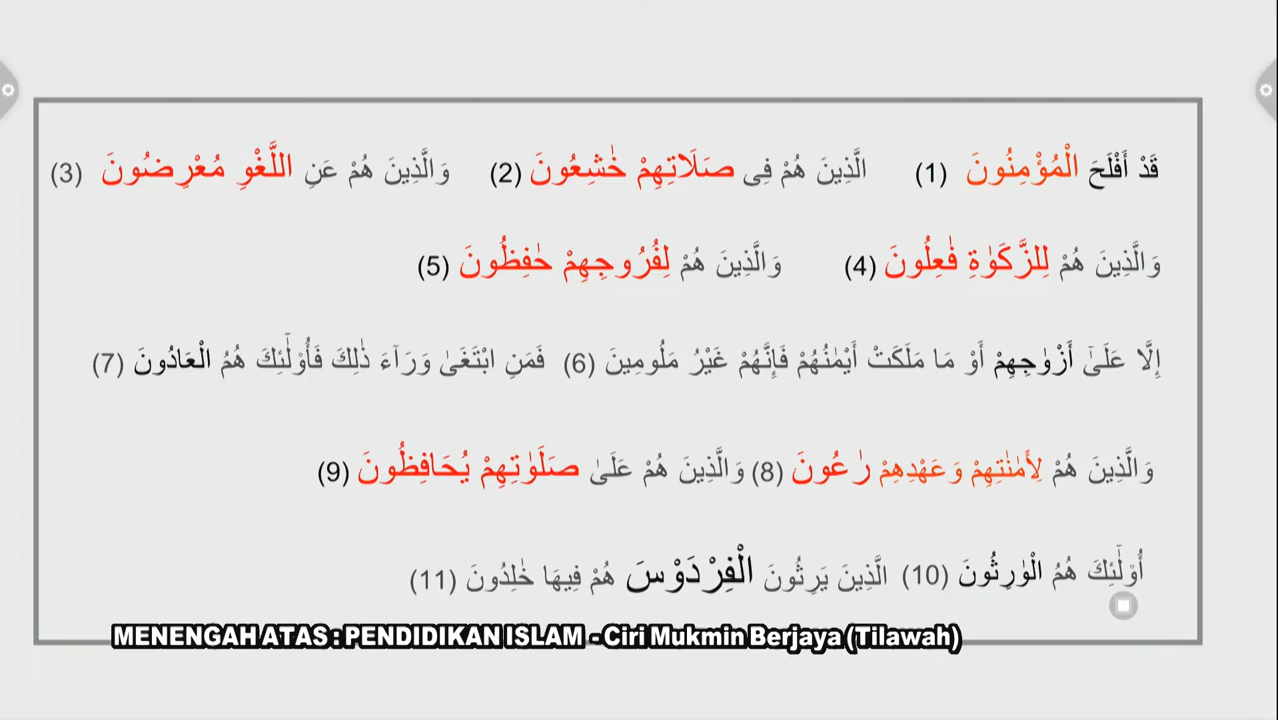 قَدْ أَفْلَحَ الْمُؤْمِنُونَ (1) الَّذِينَ هُمْ فِى صَلَاتِهِمْ خٰشِعُونَ (2) وَالَّذِينَ هُمْ عَنِ اللَّغْوِ مُعْرِضُونَ (3)
وَالَّذِينَ هُمْ لِلزَّكَوٰةِ فٰعِلُونَ (4) وَالَّذِينَ هُمْ لِفُرُوجِهِمْ حٰفِظُونَ (5)
إِلَّا عَلَىٰٓ أَزْوٰجِهِمْ أَوْ مَا مَلَكَتْ أَيْمٰنُهُمْ فَإِنَّهُمْ غَيْرُ مَلُومِينَ (6) فَمَنِ ابْتَغَىٰ وَرَآءَ ذٰلِكَ فَأُوْلٰٓئِكَ هُمُ الْعَادُونَ (7)
وَالَّذِينَ هُمْ لِأَمٰنٰتِهِمْ وَعَهْدِهِمْ رٰعُونَ (8) وَالَّذِينَ هُمْ عَلَىٰ صَلَوٰتِهِمْ يُحَافِظُونَ (9)
أُوْلٰٓئِكَ هُمُ الْوٰرِثُونَ (10) الَّذِينَ يَرِثُونَ الْفِرْدَوْسَ هُمْ فِيهَا خٰلِدُونَ (11)
MENENGAH ATAS : PENDIDIKAN ISLAM - Ciri Mukmin Berjaya (Tilawah)